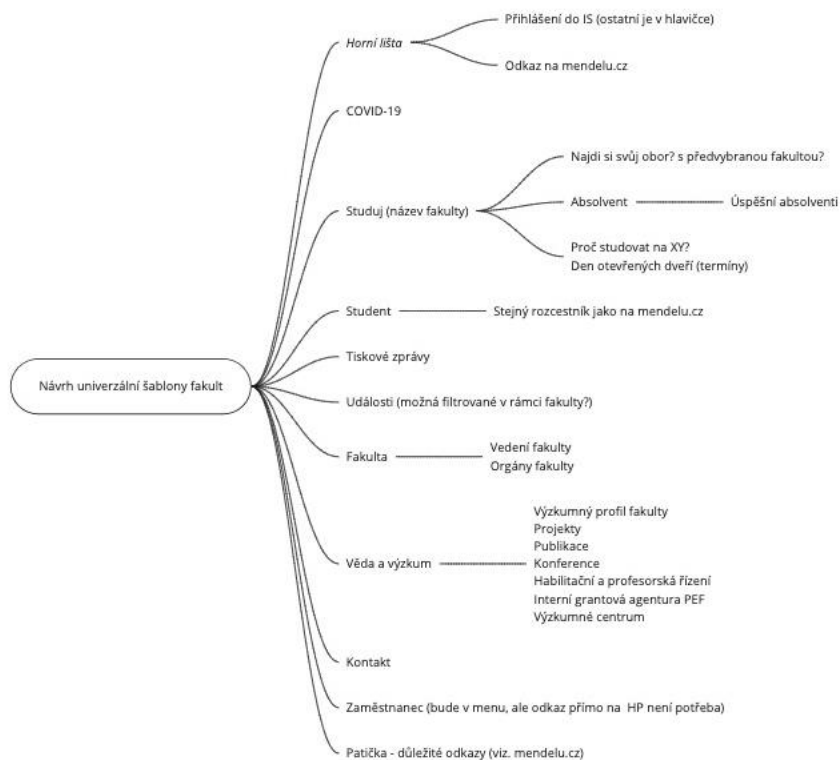 Návrh univerzální šablony fakult
Horní lišta
Přihlášení do IS (ostatní je v hlavičce)
Odkaz na mendelu.cz
COVID-19
Studuj (název fakulty)
Najdi si svůj obor? s předvybranou fakultou?
Absolvent
Úspěšní absolventi
Proč studovat na XY?
Den otevřených dveří (termíny)
Student
Stejný rozcestník jako na mendelu.cz
Tiskové zprávy
Události (možná filtrované v rámci fakulty?)
Fakulta
Vedení fakulty
Orgány fakulty
Věda a výzkum
Výzkumný profil fakulty
Projekty
Publikace
Konference
Habilitační a profesorská řízení
Interní grantová agentura PEF
Výzkumné centrum
Kontakt
Zaměstnanec (bude v menu, ale odkaz přímo na HP není potřeba)
Patička - důležité odkazy (viz. mendelu.cz)